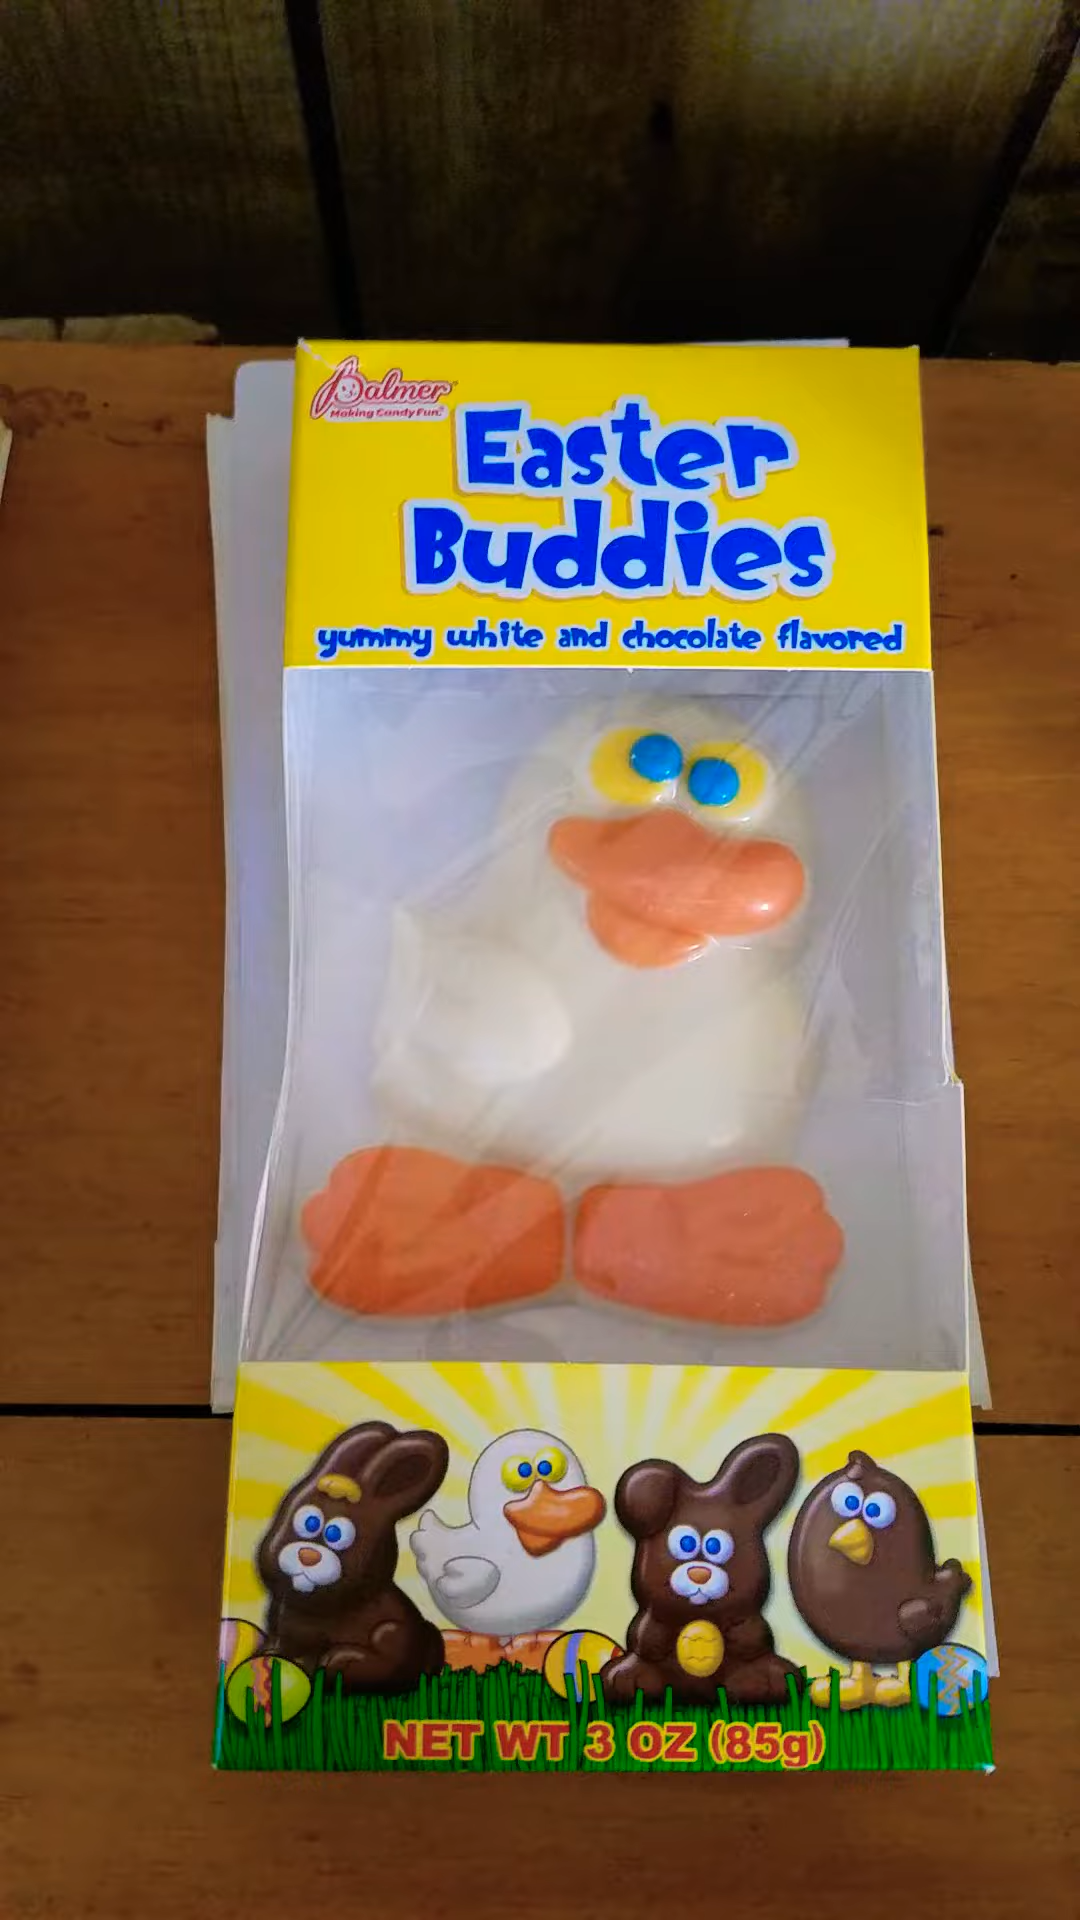 Palmer
Making Candy Fun.®
Easter
Buddies
yummy white and chocolate flavored
NET WT 3 OZ (85g)